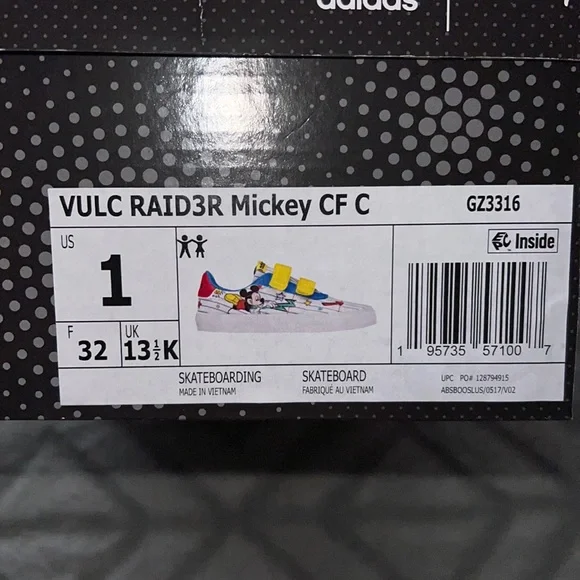 adidas
VULC RAID3R Mickey CF C
GZ3316
US
1
F
32
UK
13½K
Inside
1 95735 57100 7
SKATEBOARDING
MADE IN VIETNAM
SKATEBOARD
FABRIQUÉ AU VIETNAM
UPC PO# 128794915
ABSBOOSLUS/0517/V02